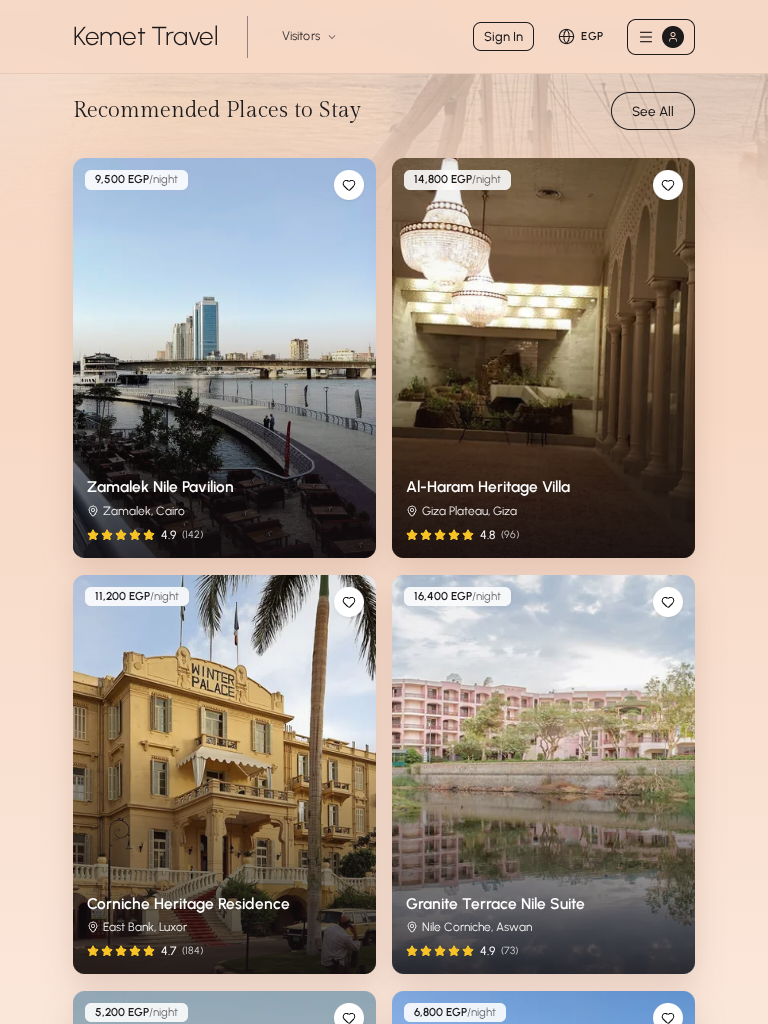 Kemet Travel
Visitors
Sign In
EGP
Recommended Places to Stay
See All
9,500 EGP/night
Zamalek Nile Pavilion
Zamalek, Cairo
4.9 (142)
14,800 EGP/night
Al-Haram Heritage Villa
Giza Plateau, Giza
4.8 (96)
11,200 EGP/night
WINTER
PALACE
Corniche Heritage Residence
East Bank, Luxor
4.7 (184)
16,400 EGP/night
Granite Terrace Nile Suite
Nile Corniche, Aswan
4.9 (73)
5,200 EGP/night
6,800 EGP/night